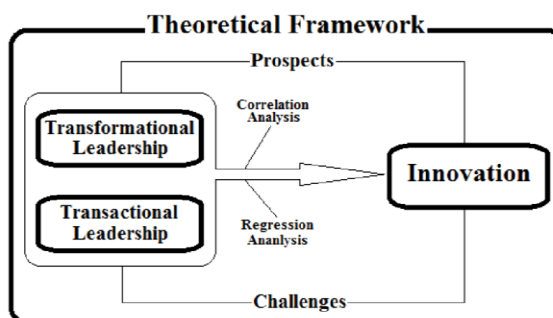 Theoretical Framework
Prospects
Correlation
Analysis
Transformational
Leadership
Innovation
Transactional
Leadership
Regression
Ananlysis
Challenges